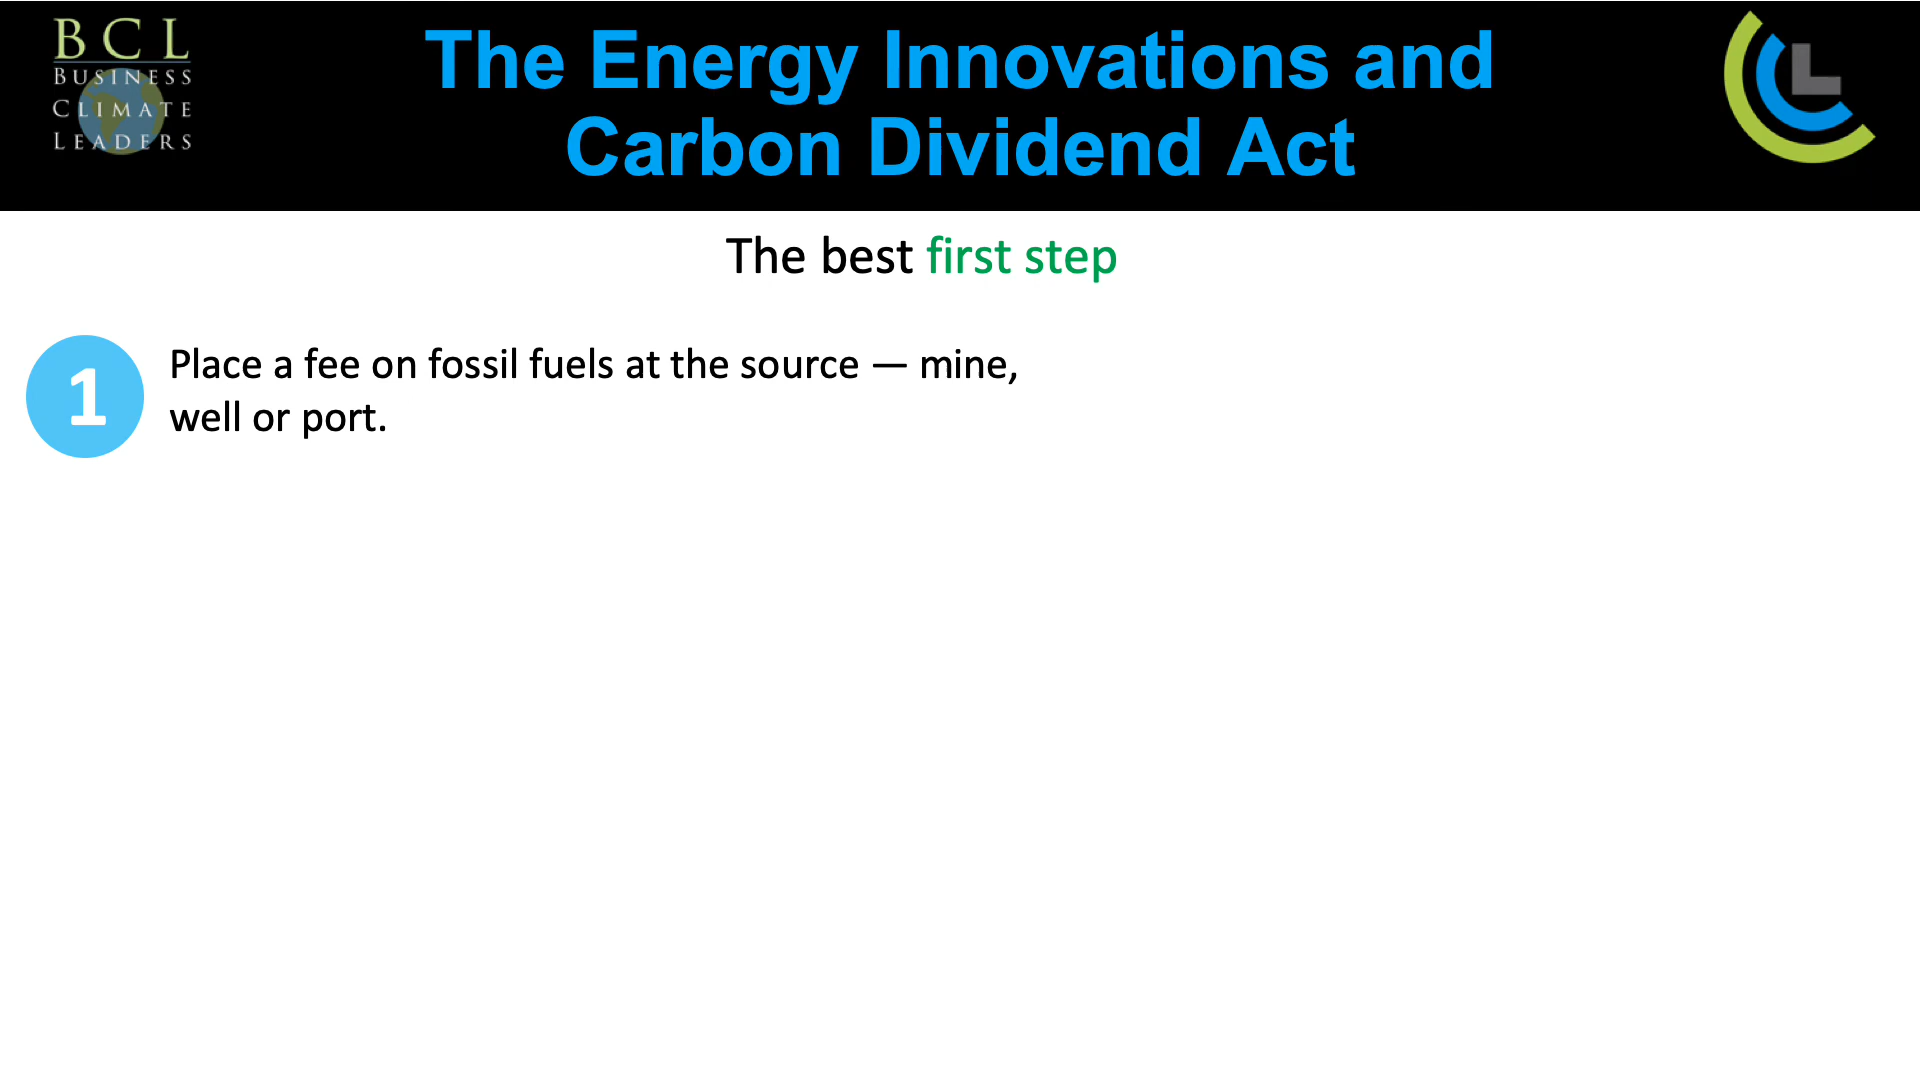 BCL
BUSINESS
CLIMATE
LEADERS
The Energy Innovations and
Carbon Dividend Act
The best first step
1
Place a fee on fossil fuels at the source — mine,
well or port.